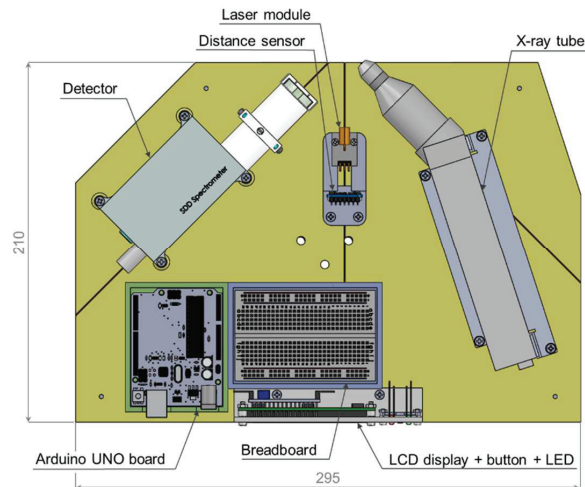 Laser module
Distance sensor
X-ray tube
Detector
SDD Spectrometer
210
Arduino UNO board
Breadboard
LCD display + button + LED
295